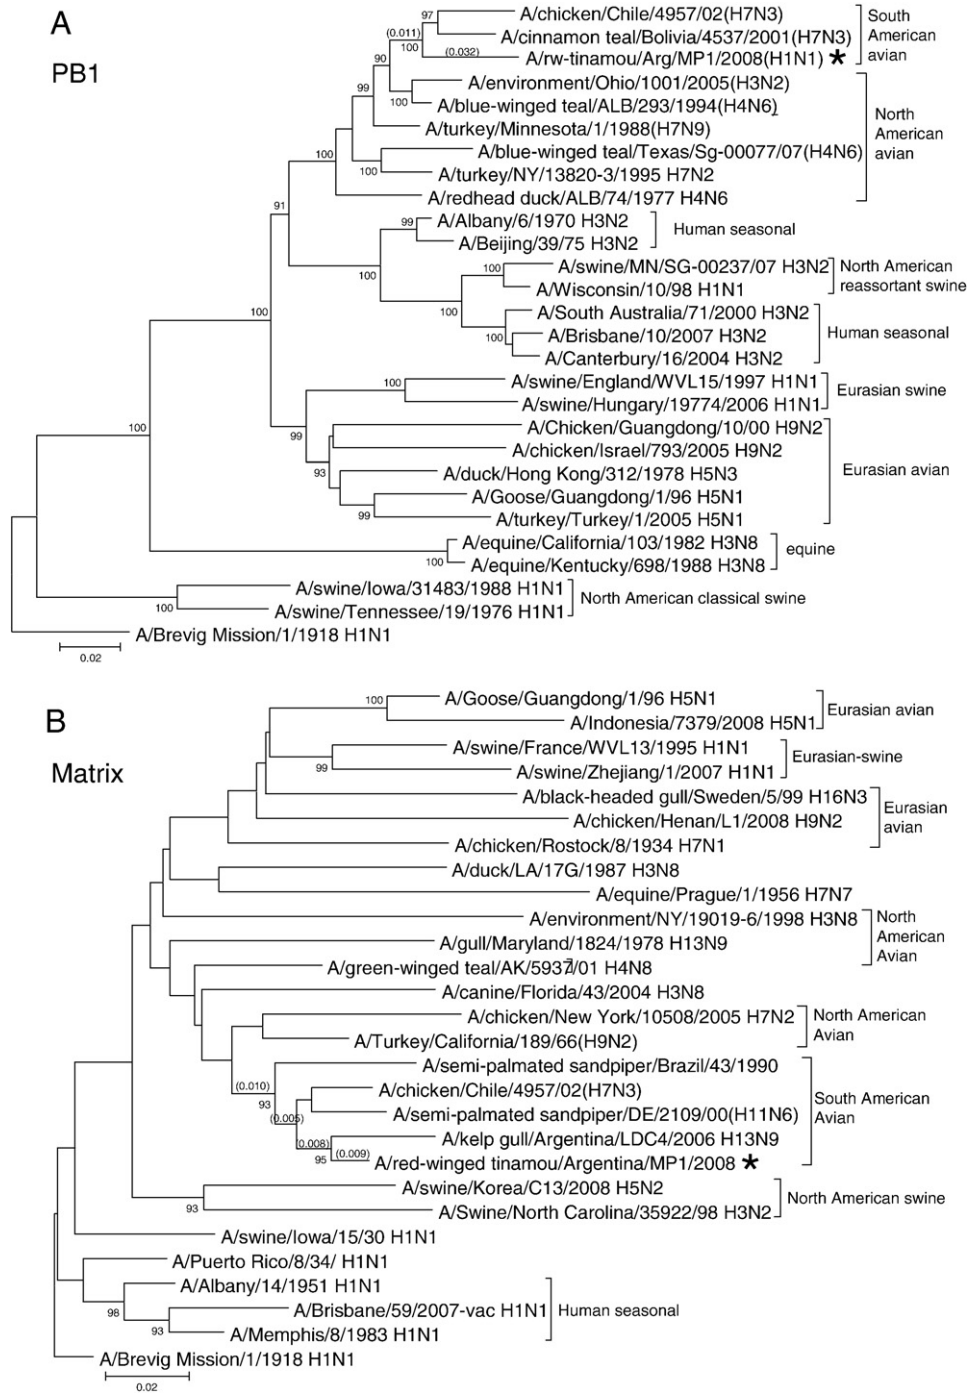 A
PB1
97
A/chicken/Chile/4957/02(H7N3)
South
American
avian
(0.011)
100
A/cinnamon teal/Bolivia/4537/2001(H7N3)
(0.032)
A/rw-tinamou/Arg/MP1/2008(H1N1) *
90
A/environment/Ohio/1001/2005(H3N2)
99
100
A/blue-winged teal/ALB/293/1994(H4N6)
North
American
avian
A/turkey/Minnesota/1/1988(H7N9)
100
A/blue-winged teal/Texas/Sg-00077/07(H4N6)
100
A/turkey/NY/13820-3/1995 H7N2
A/redhead duck/ALB/74/1977 H4N6
91
99
A/Albany/6/1970 H3N2
Human seasonal
A/Beijing/39/75 H3N2
100
100
A/swine/MN/SG-00237/07 H3N2
North American
reassortant swine
A/Wisconsin/10/98 H1N1
100
A/South Australia/71/2000 H3N2
Human seasonal
100
A/Brisbane/10/2007 H3N2
A/Canterbury/16/2004 H3N2
100
100
A/swine/England/WVL15/1997 H1N1
Eurasian swine
A/swine/Hungary/19774/2006 H1N1
99
A/Chicken/Guangdong/10/00 H9N2
A/chicken/Israel/793/2005 H9N2
93
Eurasian avian
A/duck/Hong Kong/312/1978 H5N3
A/Goose/Guangdong/1/96 H5N1
99
A/turkey/Turkey/1/2005 H5N1
100
A/equine/California/103/1982 H3N8
equine
100
A/equine/Kentucky/698/1988 H3N8
A/swine/Iowa/31483/1988 H1N1
North American classical swine
100
A/swine/Tennessee/19/1976 H1N1
A/Brevig Mission/1/1918 H1N1
0.02
B
Matrix
100
A/Goose/Guangdong/1/96 H5N1
Eurasian avian
A/Indonesia/7379/2008 H5N1
A/swine/France/WVL13/1995 H1N1
Eurasian-swine
99
A/swine/Zhejiang/1/2007 H1N1
A/black-headed gull/Sweden/5/99 H16N3
Eurasian
avian
A/chicken/Henan/L1/2008 H9N2
A/chicken/Rostock/8/1934 H7N1
A/duck/LA/17G/1987 H3N8
A/equine/Prague/1/1956 H7N7
A/environment/NY/19019-6/1998 H3N8
North
American
Avian
A/gull/Maryland/1824/1978 H13N9
A/green-winged teal/AK/5937/01 H4N8
A/canine/Florida/43/2004 H3N8
A/chicken/New York/10508/2005 H7N2
North American
Avian
A/Turkey/California/189/66(H9N2)
A/semi-palmated sandpiper/Brazil/43/1990
(0.010)
93
A/chicken/Chile/4957/02(H7N3)
South American
Avian
(0.005)
A/semi-palmated sandpiper/DE/2109/00(H11N6)
(0.008)
A/kelp gull/Argentina/LDC4/2006 H13N9
95
(0.009)
A/red-winged tinamou/Argentina/MP1/2008 *
A/swine/Korea/C13/2008 H5N2
North American swine
93
A/Swine/North Carolina/35922/98 H3N2
A/swine/Iowa/15/30 H1N1
A/Puerto Rico/8/34/ H1N1
A/Albany/14/1951 H1N1
98
A/Brisbane/59/2007-vac H1N1
Human seasonal
93
A/Memphis/8/1983 H1N1
A/Brevig Mission/1/1918 H1N1
0.02